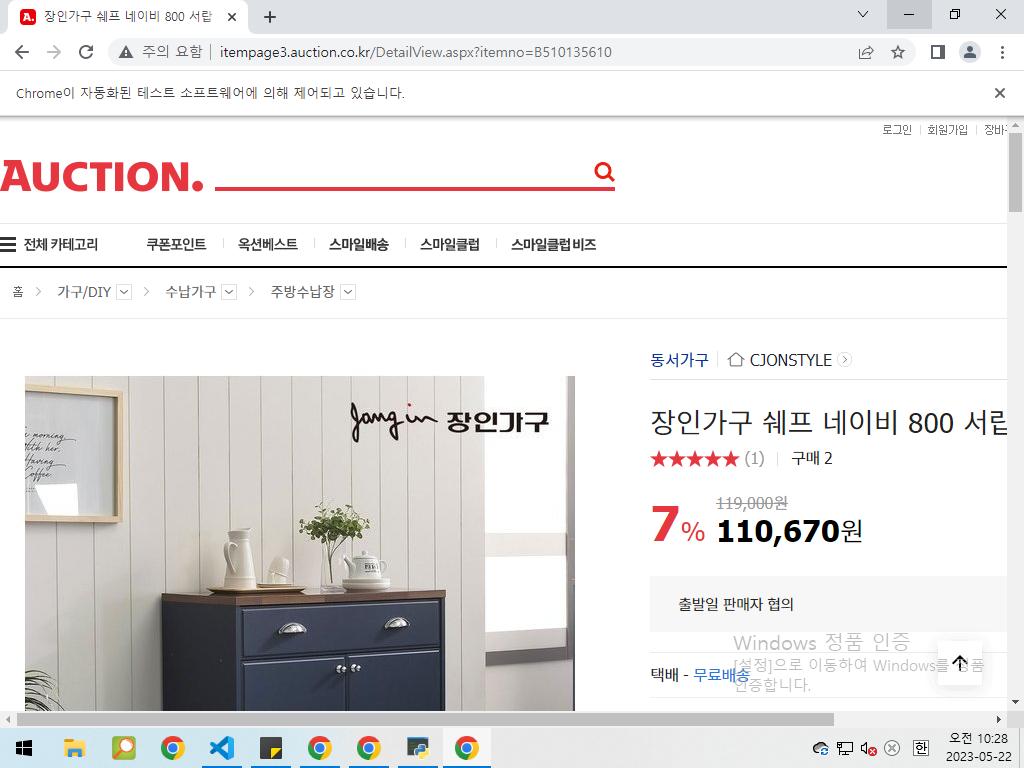 장인가구 쉐프 네이비 800 서랍
주의 요함
itempage3.auction.co.kr/DetailView.aspx?itemno=B510135610
Chrome이 자동화된 테스트 소프트웨어에 의해 제어되고 있습니다.
로그인 회원가입 장바
AUCTION.
전체 카테고리 쿠폰포인트 옥션베스트 스마일배송 스마일클럽 스마일클럽 비즈
홈 가구/DIY 수납가구 주방수납장
동서가구 CJONSTYLE
Jangin 장인가구
morning,
with her.
Having
Coffee
장인가구 쉐프 네이비 800 서랍
(1) 구매 2
119,000원
7% 110,670원
출발일 판매자 협의
택배 - 무료배송
Windows 정품 인증
[설정]으로 이동하여 Windows를 정품
인증합니다.
한
오전 10:28
2023-05-22